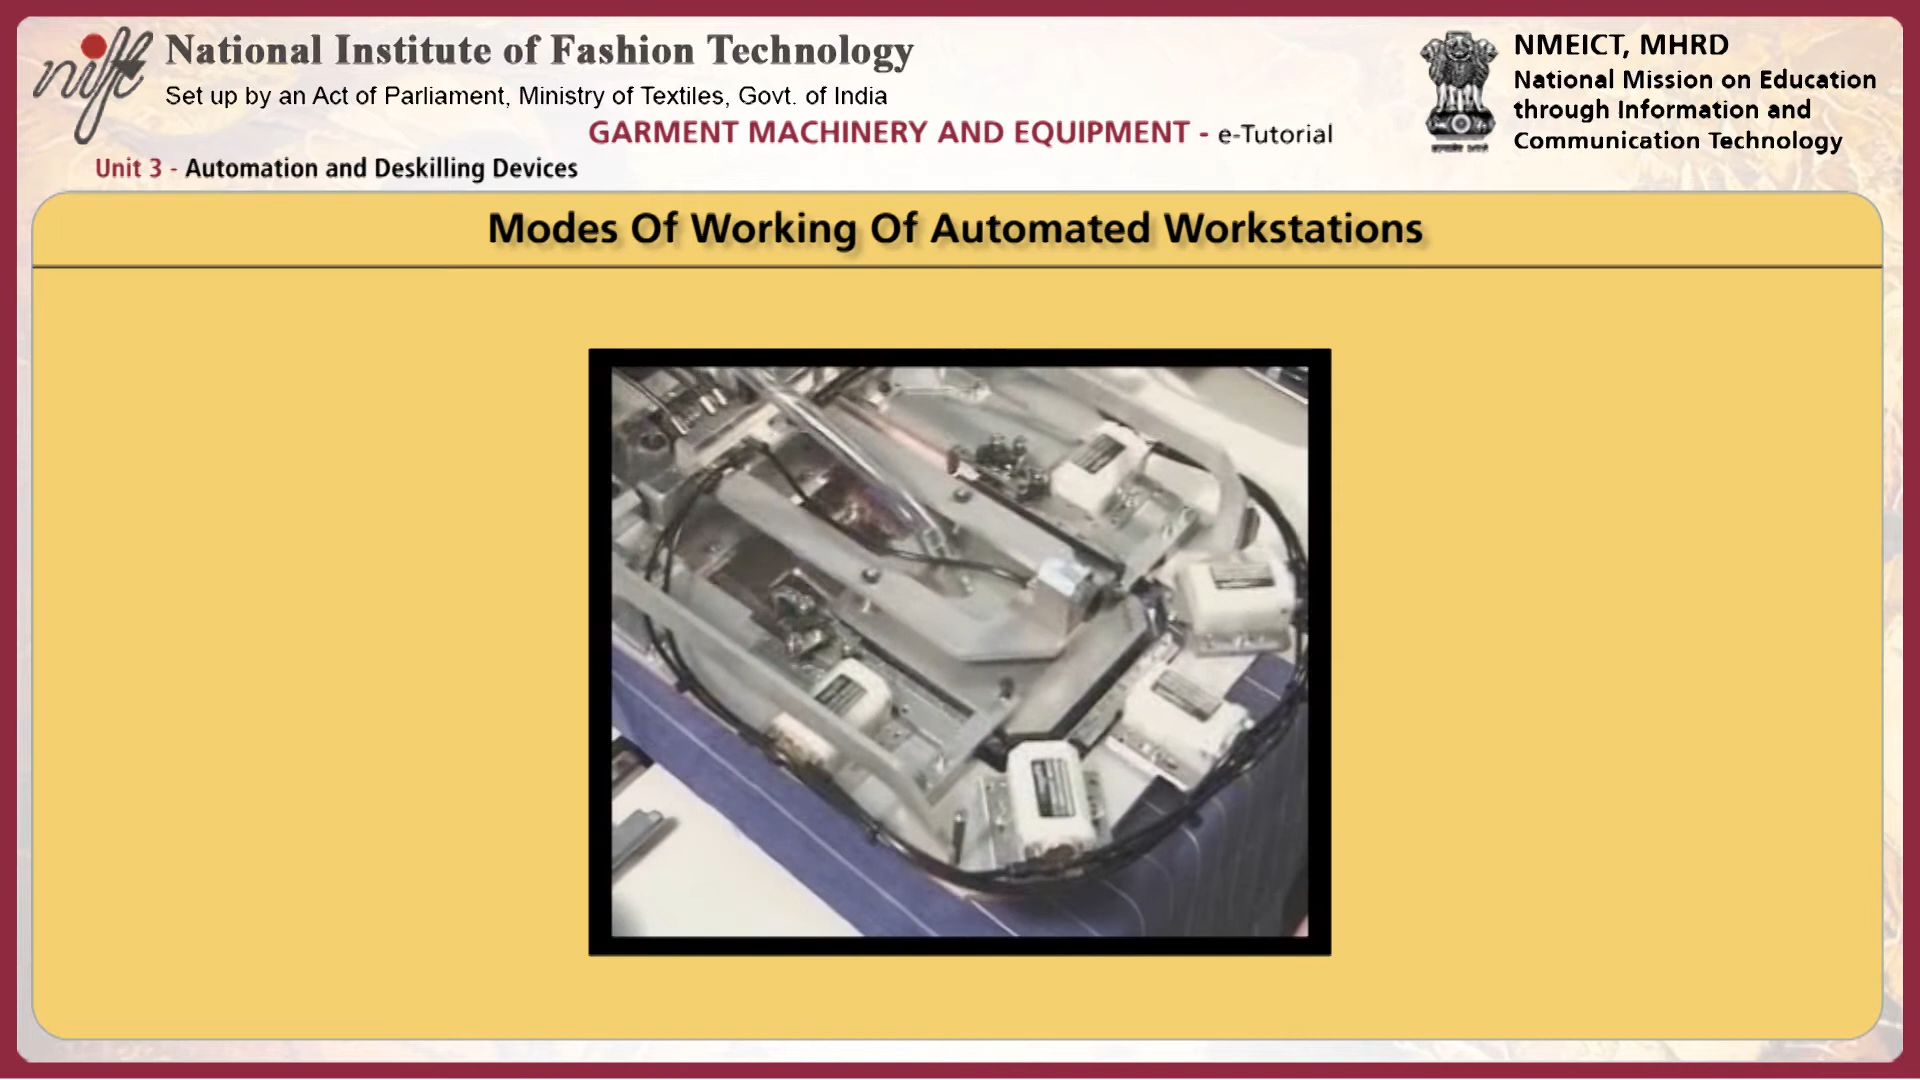 nift
National Institute of Fashion Technology
Set up by an Act of Parliament, Ministry of Textiles, Govt. of India
GARMENT MACHINERY AND EQUIPMENT - e-Tutorial
Unit 3 - Automation and Deskilling Devices
NMEICT, MHRD
National Mission on Education
through Information and
Communication Technology
Modes Of Working Of Automated Workstations